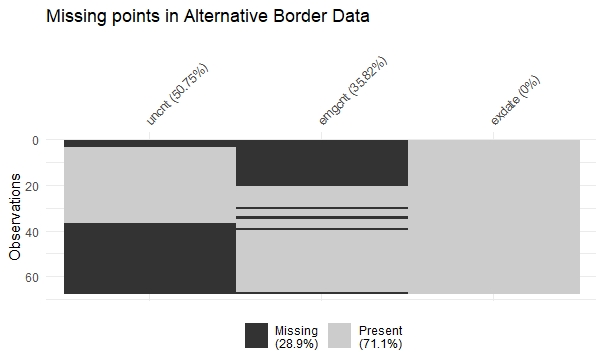 Missing points in Alternative Border Data
uncnt (50.75%)
emgcnt (35.82%)
exdate (0%)
0
20
40
60
Observations
Missing
(28.9%)
Present
(71.1%)